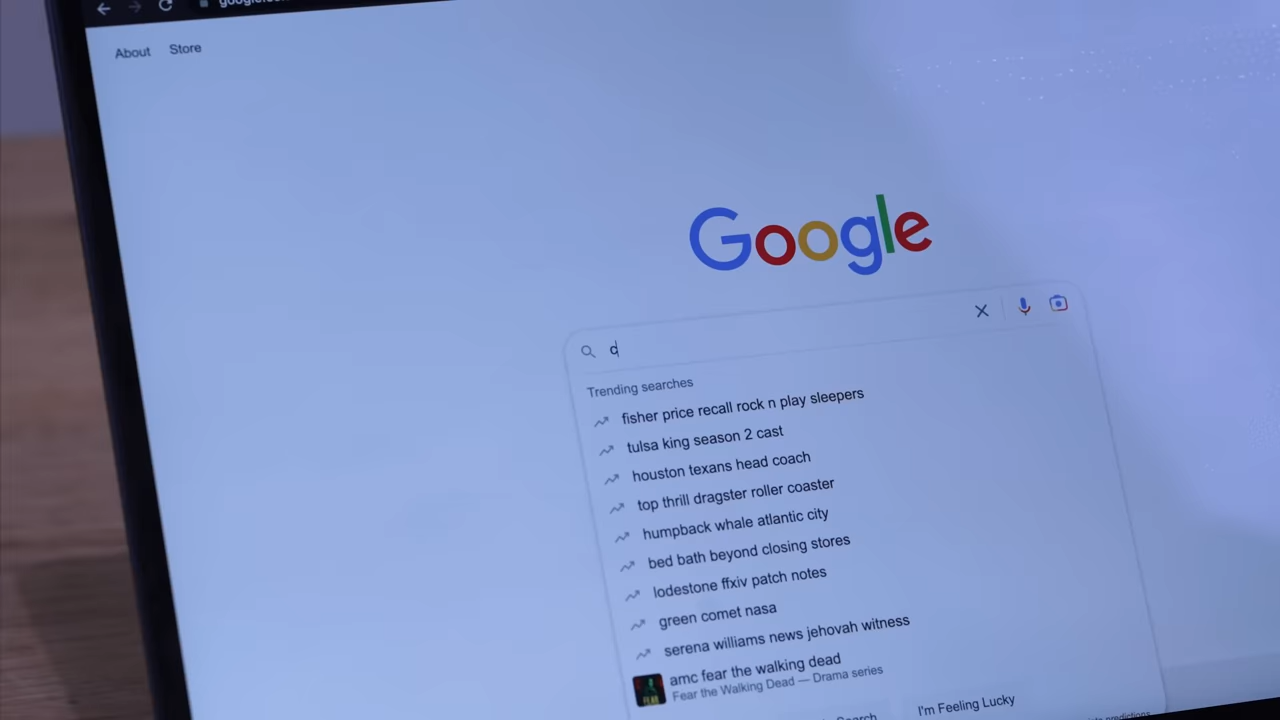 About Store
Google
Trending searches
fisher price recall rock n play sleepers
tulsa king season 2 cast
houston texans head coach
top thrill dragster roller coaster
humpback whale atlantic city
bed bath beyond closing stores
lodestone ffxiv patch notes
green comet nasa
serena williams news jehovah witness
amc fear the walking dead
Fear the Walking Dead — Drama series
Search I'm Feeling Lucky
predictions